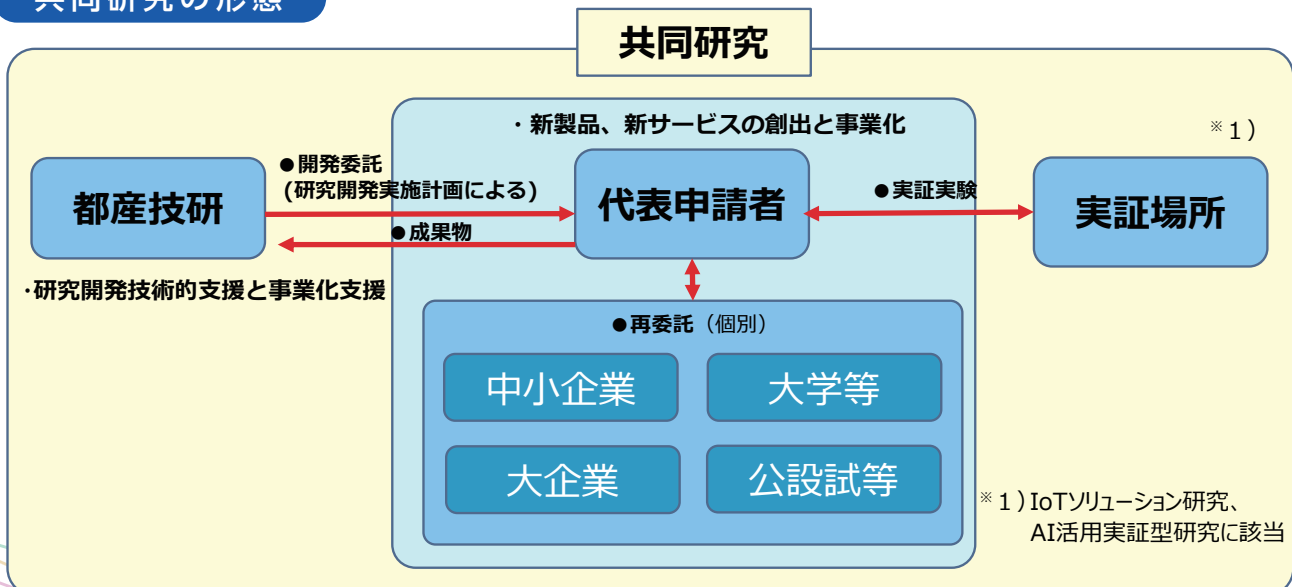 共同研究の形態
共同研究
・新製品、新サービスの創出と事業化
※1）
●開発委託
(研究開発実施計画による)
都産技研
代表申請者
●実証実験
実証場所
●成果物
・研究開発技術的支援と事業化支援
●再委託（個別）
中小企業
大学等
大企業
公設試等
※1）IoTソリューション研究、
AI活用実証型研究に該当